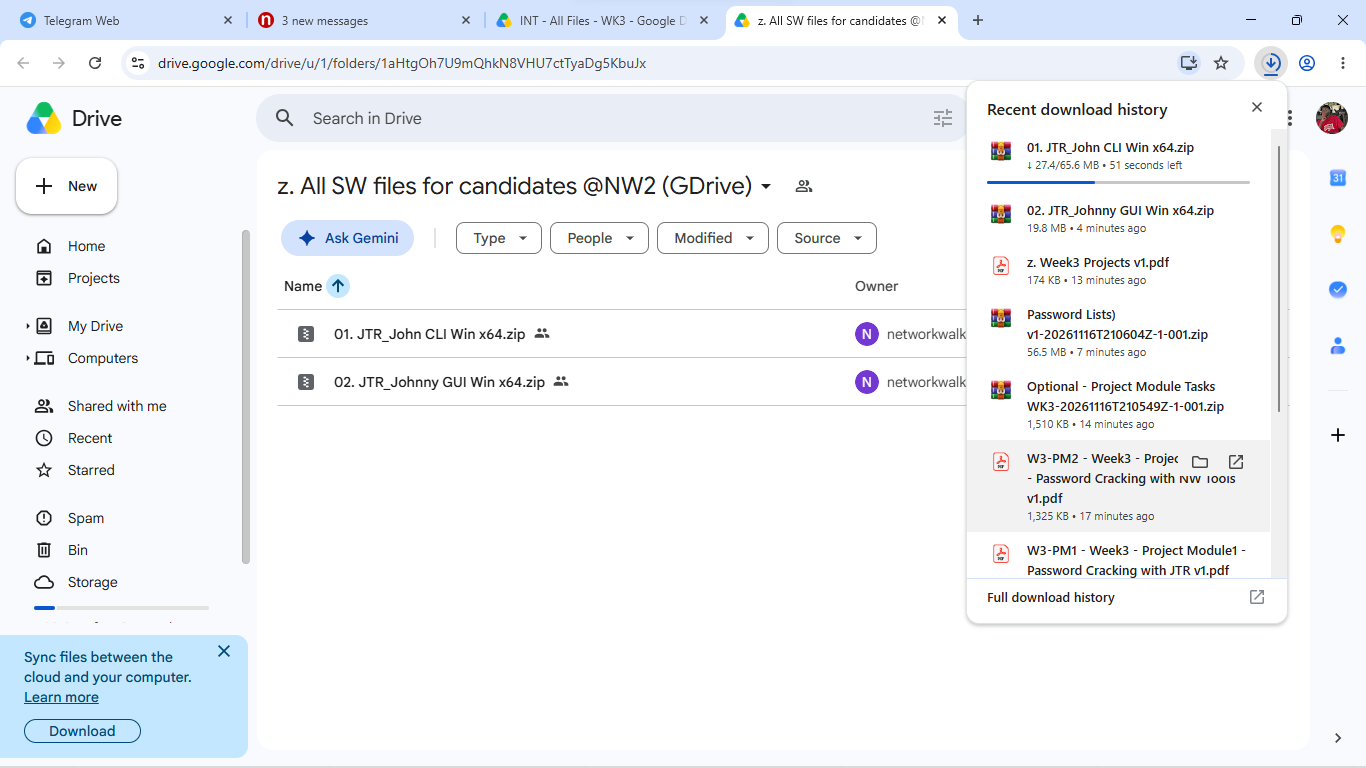 Telegram Web
3 new messages
INT - All Files - WK3 - Google D
z. All SW files for candidates @N
drive.google.com/drive/u/1/folders/1aHtgOh7U9mQhkN8VHU7ctTyaDg5KbuJx
Drive
Search in Drive
New
Home
Projects
My Drive
Computers
Shared with me
Recent
Starred
Spam
Bin
Storage
Sync files between the
cloud and your computer.
Learn more
Download
z. All SW files for candidates @NW2 (GDrive)
Ask Gemini
Type
People
Modified
Source
Name
Owner
01. JTR_John CLI Win x64.zip
N networkwalk
02. JTR_Johnny GUI Win x64.zip
N networkwalk
Recent download history
01. JTR_John CLI Win x64.zip
↓ 27.4/65.6 MB • 51 seconds left
02. JTR_Johnny GUI Win x64.zip
19.8 MB • 4 minutes ago
z. Week3 Projects v1.pdf
174 KB • 13 minutes ago
Password Lists)
v1-20261116T210604Z-1-001.zip
56.5 MB • 7 minutes ago
Optional - Project Module Tasks
WK3-20261116T210549Z-1-001.zip
1,510 KB • 14 minutes ago
W3-PM2 - Week3 - Projec
- Password Cracking with NW Tools
v1.pdf
1,325 KB • 17 minutes ago
W3-PM1 - Week3 - Project Module1 -
Password Cracking with JTR v1.pdf
Full download history
31